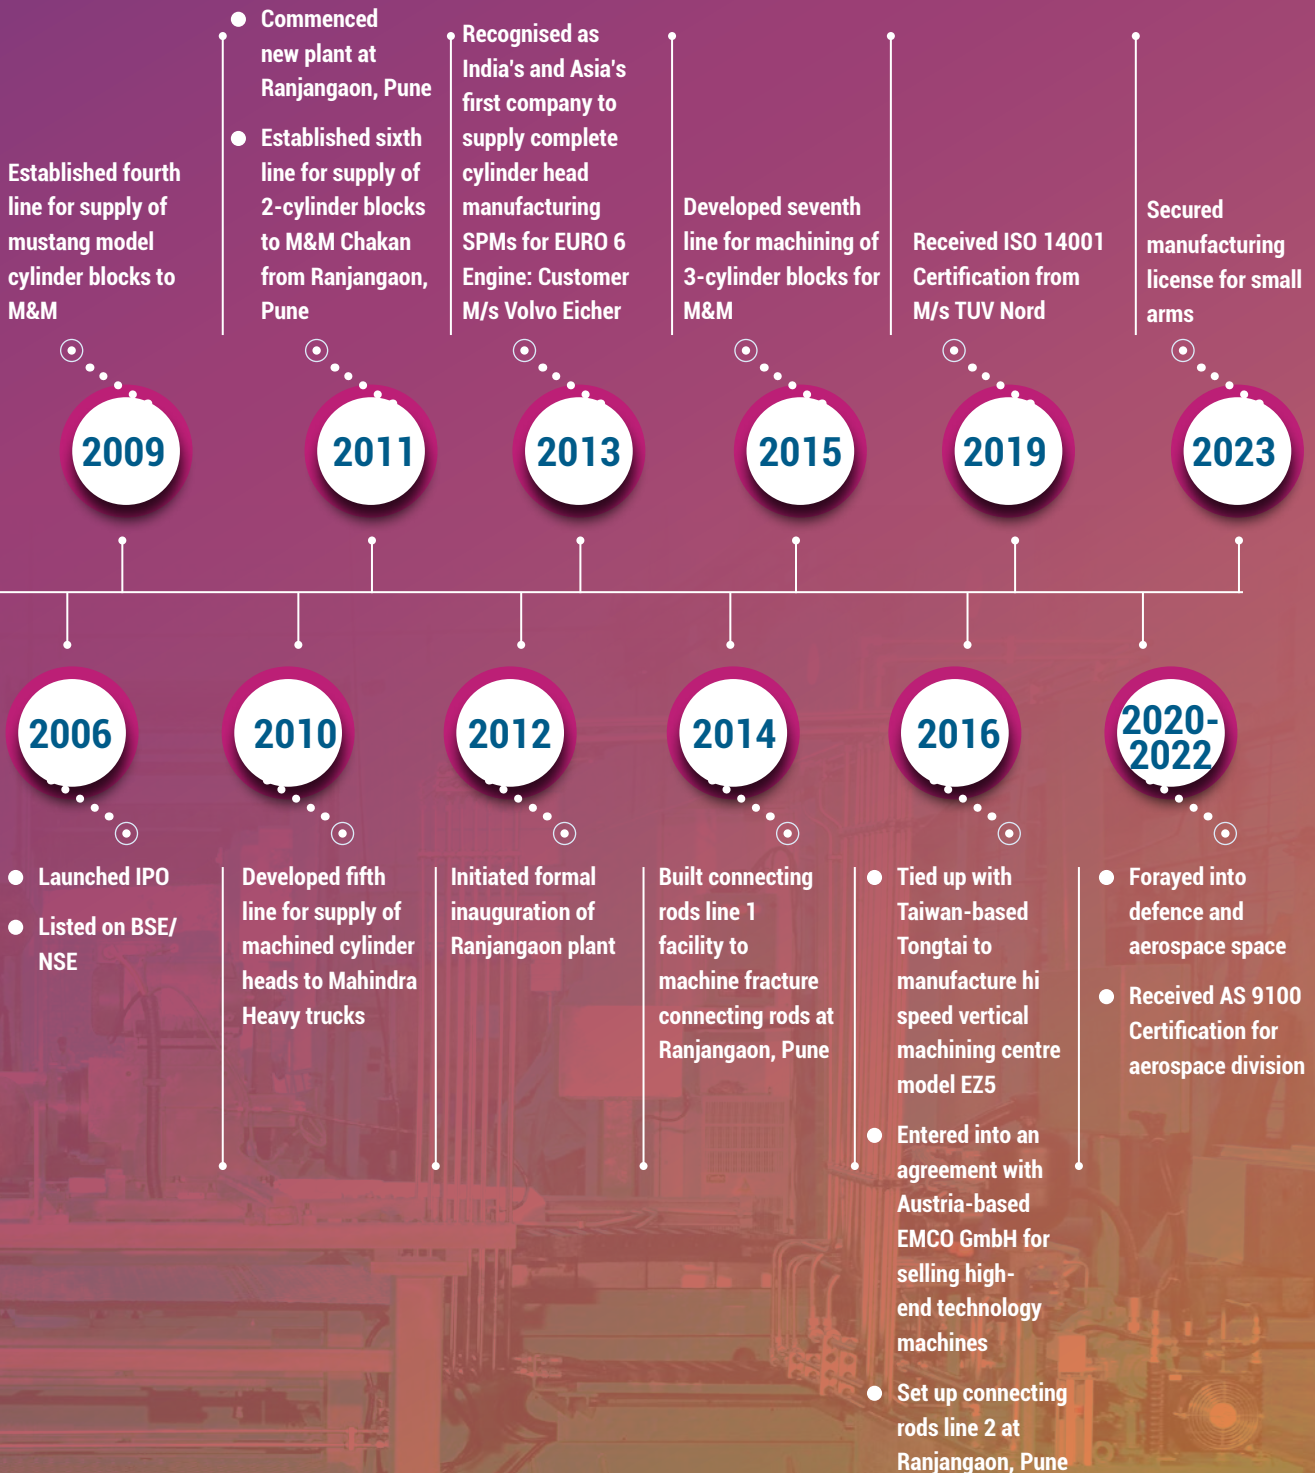 Established fourth
line for supply of
mustang model
cylinder blocks to
M&M
Commenced
new plant at
Ranjangaon, Pune
Established sixth
line for supply of
2-cylinder blocks
to M&M Chakan
from Ranjangaon,
Pune
Recognised as
India's and Asia's
first company to
supply complete
cylinder head
manufacturing
SPMs for EURO 6
Engine: Customer
M/s Volvo Eicher
Developed seventh
line for machining of
3-cylinder blocks for
M&M
Received ISO 14001
Certification from
M/s TUV Nord
Secured
manufacturing
license for small
arms
2009
2011
2013
2015
2019
2023
2006
2010
2012
2014
2016
2020-
2022
Launched IPO
Listed on BSE/
NSE
Developed fifth
line for supply of
machined cylinder
heads to Mahindra
Heavy trucks
Initiated formal
inauguration of
Ranjangaon plant
Built connecting
rods line 1
facility to
machine fracture
connecting rods at
Ranjangaon, Pune
Tied up with
Taiwan-based
Tongtai to
manufacture hi
speed vertical
machining centre
model EZ5
Entered into an
agreement with
Austria-based
EMCO GmbH for
selling high-
end technology
machines
Set up connecting
rods line 2 at
Ranjangaon, Pune
Forayed into
defence and
aerospace space
Received AS 9100
Certification for
aerospace division